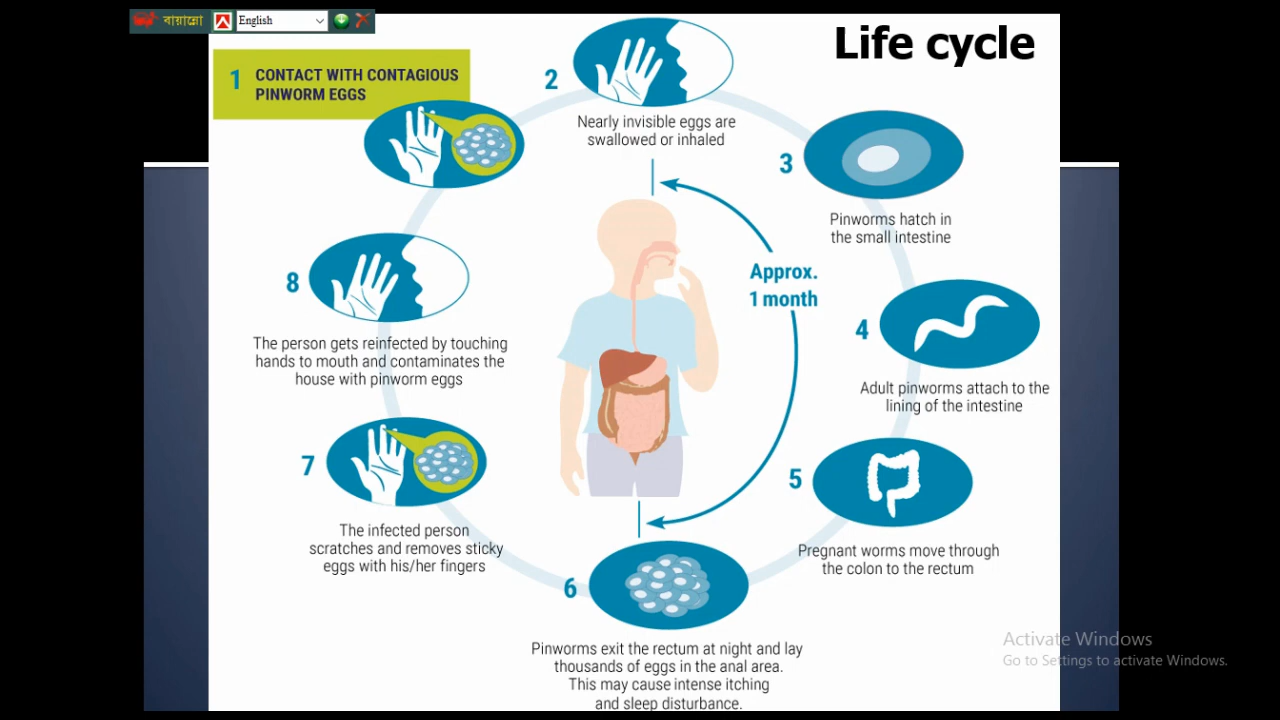 বায়ান্নো
English
Life cycle
1 CONTACT WITH CONTAGIOUS
PINWORM EGGS
2
Nearly invisible eggs are
swallowed or inhaled
3
Pinworms hatch in
the small intestine
Approx.
1 month
4
Adult pinworms attach to the
lining of the intestine
5
Pregnant worms move through
the colon to the rectum
6
Pinworms exit the rectum at night and lay
thousands of eggs in the anal area.
This may cause intense itching
and sleep disturbance.
7
The infected person
scratches and removes sticky
eggs with his/her fingers
8
The person gets reinfected by touching
hands to mouth and contaminates the
house with pinworm eggs
Activate Windows
Go to Settings to activate Windows.